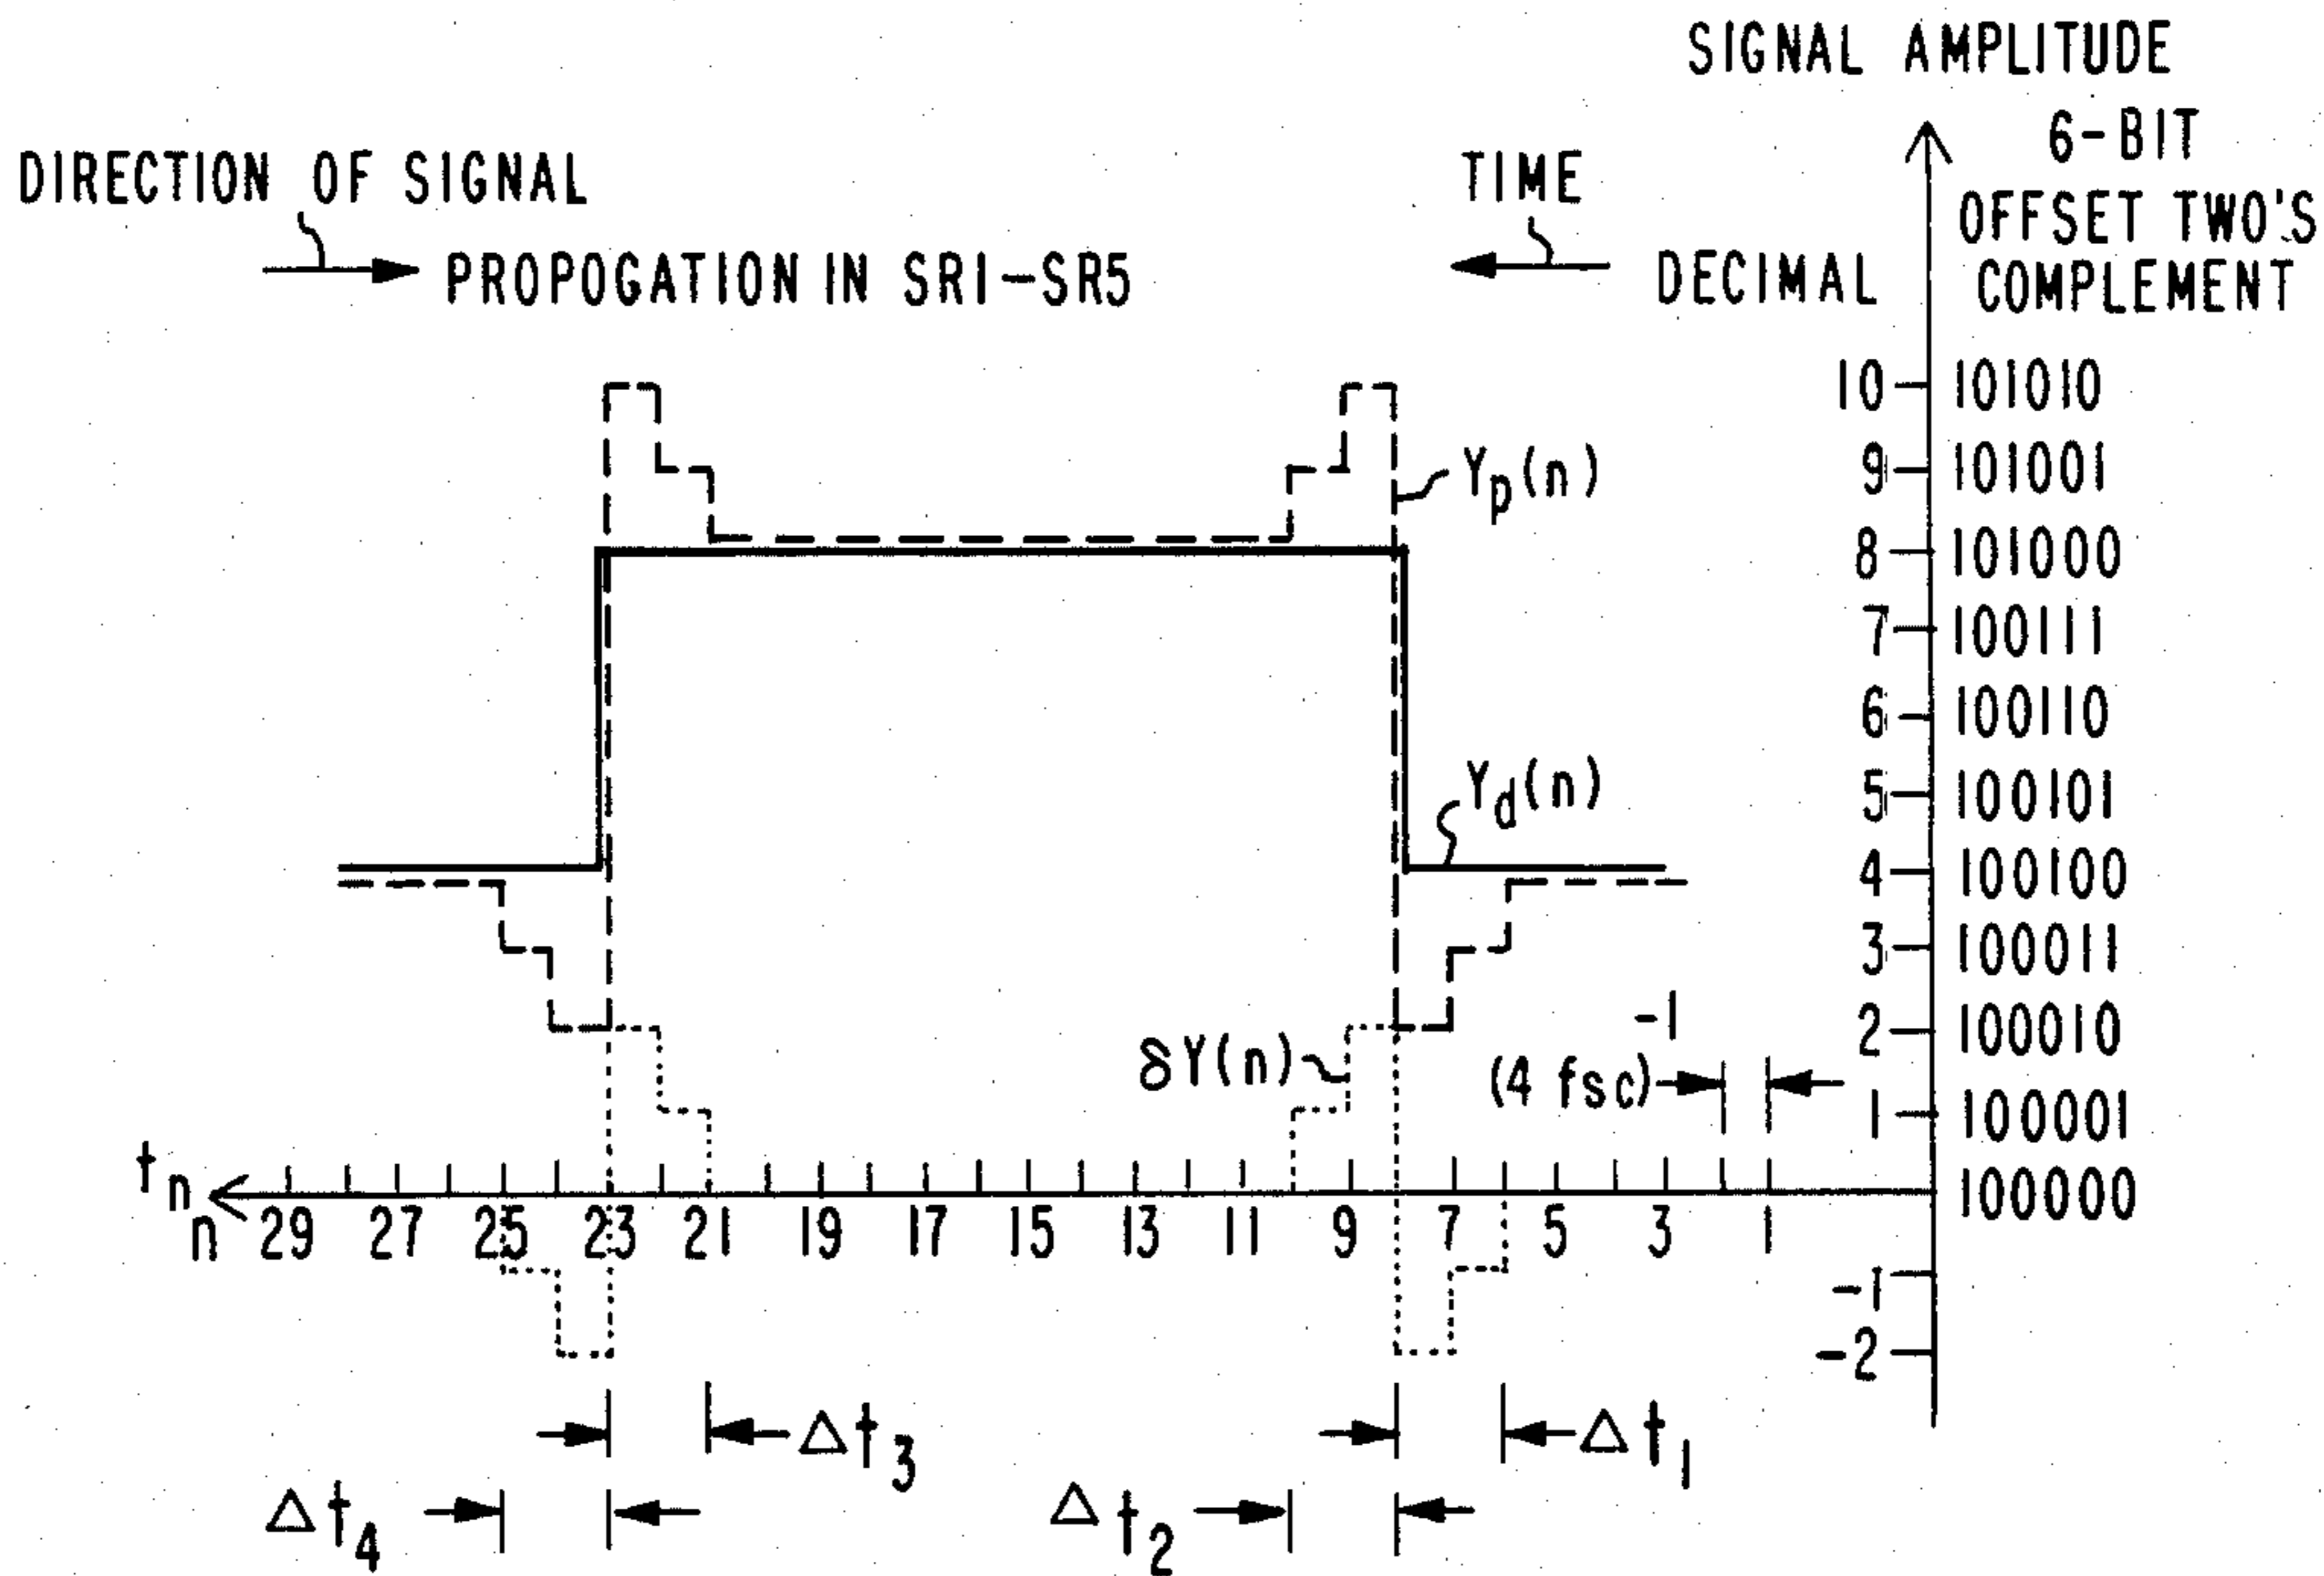 SIGNAL AMPLITUDE
DIRECTION OF SIGNAL
PROPOGATION IN SR1-SR5
TIME
DECIMAL
6-BIT
OFFSET TWO'S
COMPLEMENT
10 101010
9 101001
8 101000
7 100111
6 100110
5 100101
4 100100
3 100011
2 100010
1 100001
100000
-1
-2
Yp(n)
Yd(n)
δY(n)
(4 fsc)-1
tn
n 29 27 25 23 21 19 17 15 13 11 9 7 5 3 1
Δt3
Δt1
Δt4
Δt2